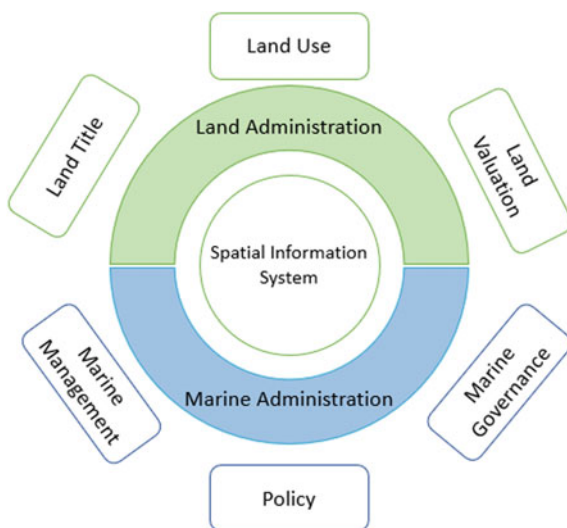 Land Use
Land Title
Land Administration
Land
Valuation
Spatial Information
System
Marine
Management
Marine Administration
Marine
Governance
Policy